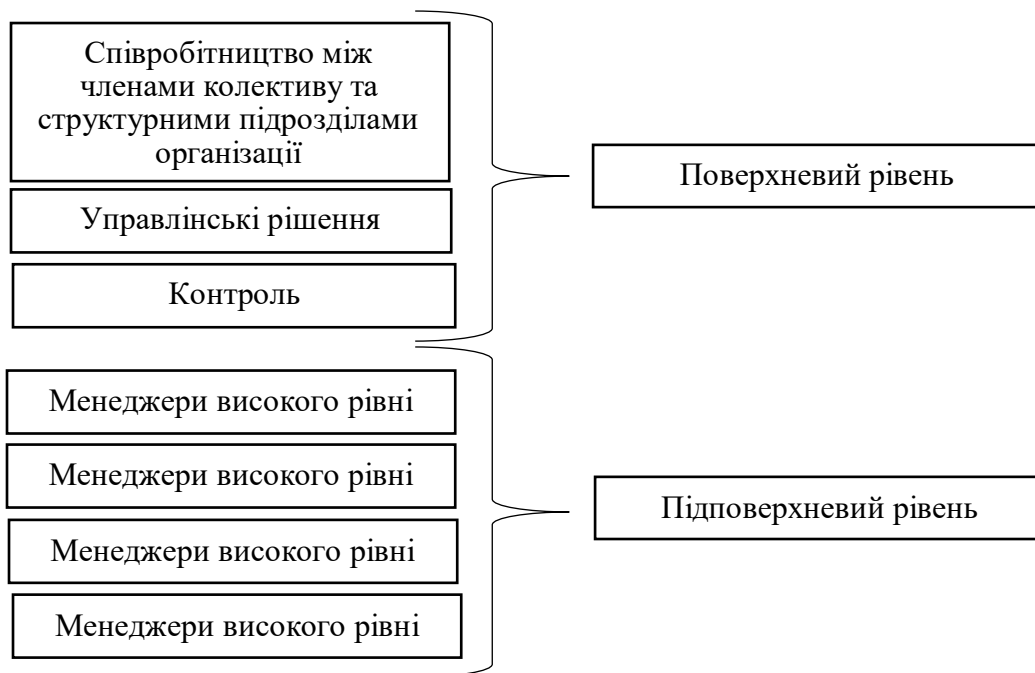 Співробітництво між
членами колективу та
структурними підрозділами
організації
Поверхневий рівень
Управлінські рішення
Контроль
Менеджери високого рівні
Менеджери високого рівні
Підповерхневий рівень
Менеджери високого рівні
Менеджери високого рівні